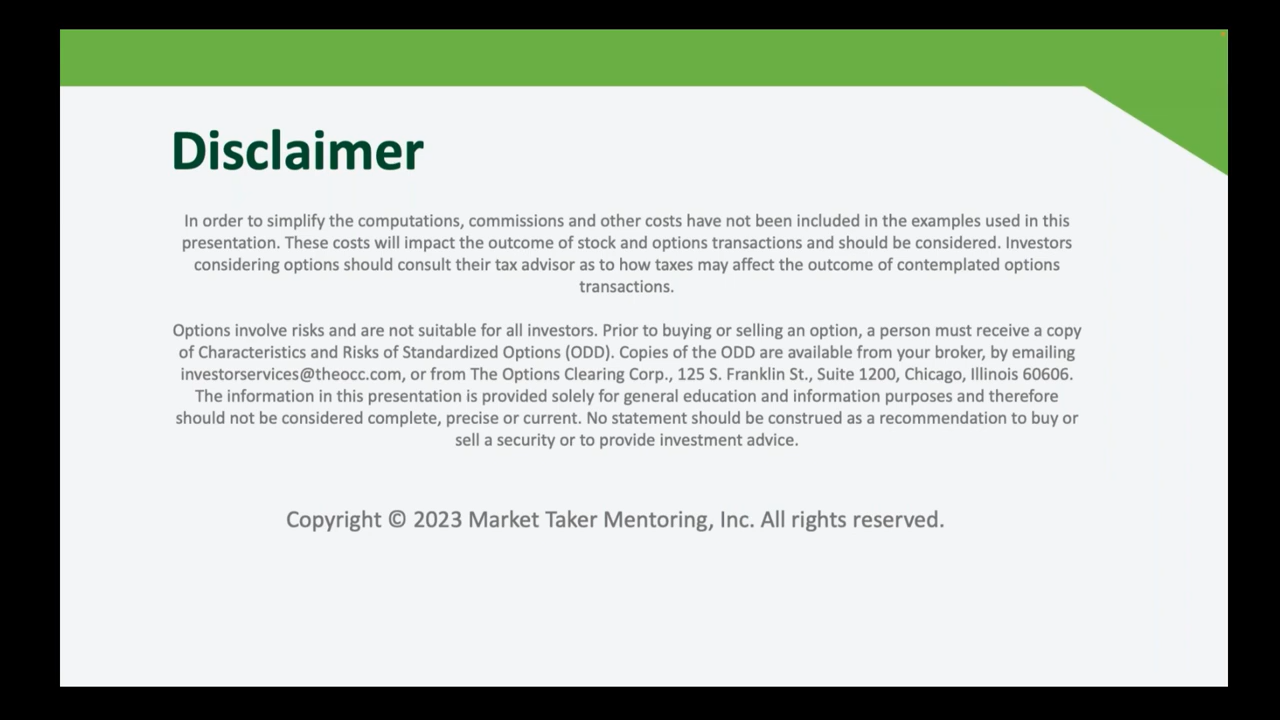 Disclaimer
In order to simplify the computations, commissions and other costs have not been included in the examples used in this
presentation. These costs will impact the outcome of stock and options transactions and should be considered. Investors
considering options should consult their tax advisor as to how taxes may affect the outcome of contemplated options
transactions.
Options involve risks and are not suitable for all investors. Prior to buying or selling an option, a person must receive a copy
of Characteristics and Risks of Standardized Options (ODD). Copies of the ODD are available from your broker, by emailing
investorservices@theocc.com, or from The Options Clearing Corp., 125 S. Franklin St., Suite 1200, Chicago, Illinois 60606.
The information in this presentation is provided solely for general education and information purposes and therefore
should not be considered complete, precise or current. No statement should be construed as a recommendation to buy or
sell a security or to provide investment advice.
Copyright © 2023 Market Taker Mentoring, Inc. All rights reserved.